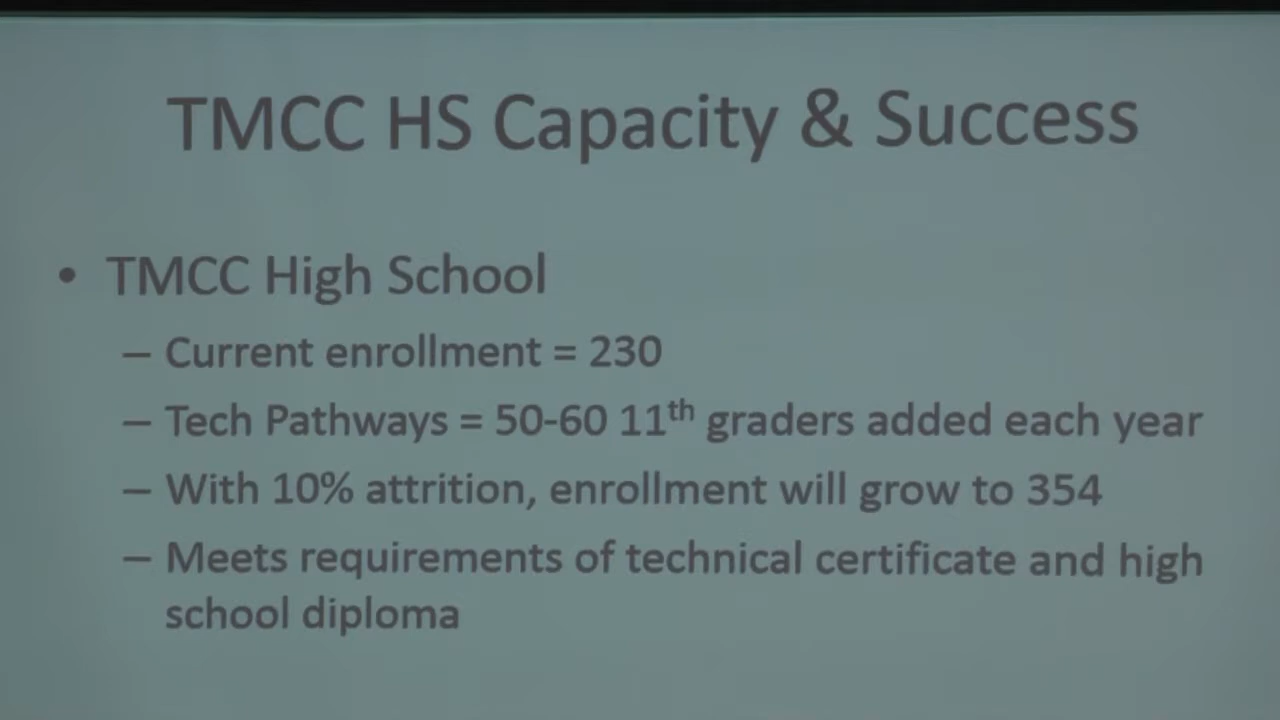 TMCC HS Capacity & Success
• TMCC High School
– Current enrollment = 230
– Tech Pathways = 50-60 11th graders added each year
– With 10% attrition, enrollment will grow to 354
– Meets requirements of technical certificate and high
school diploma